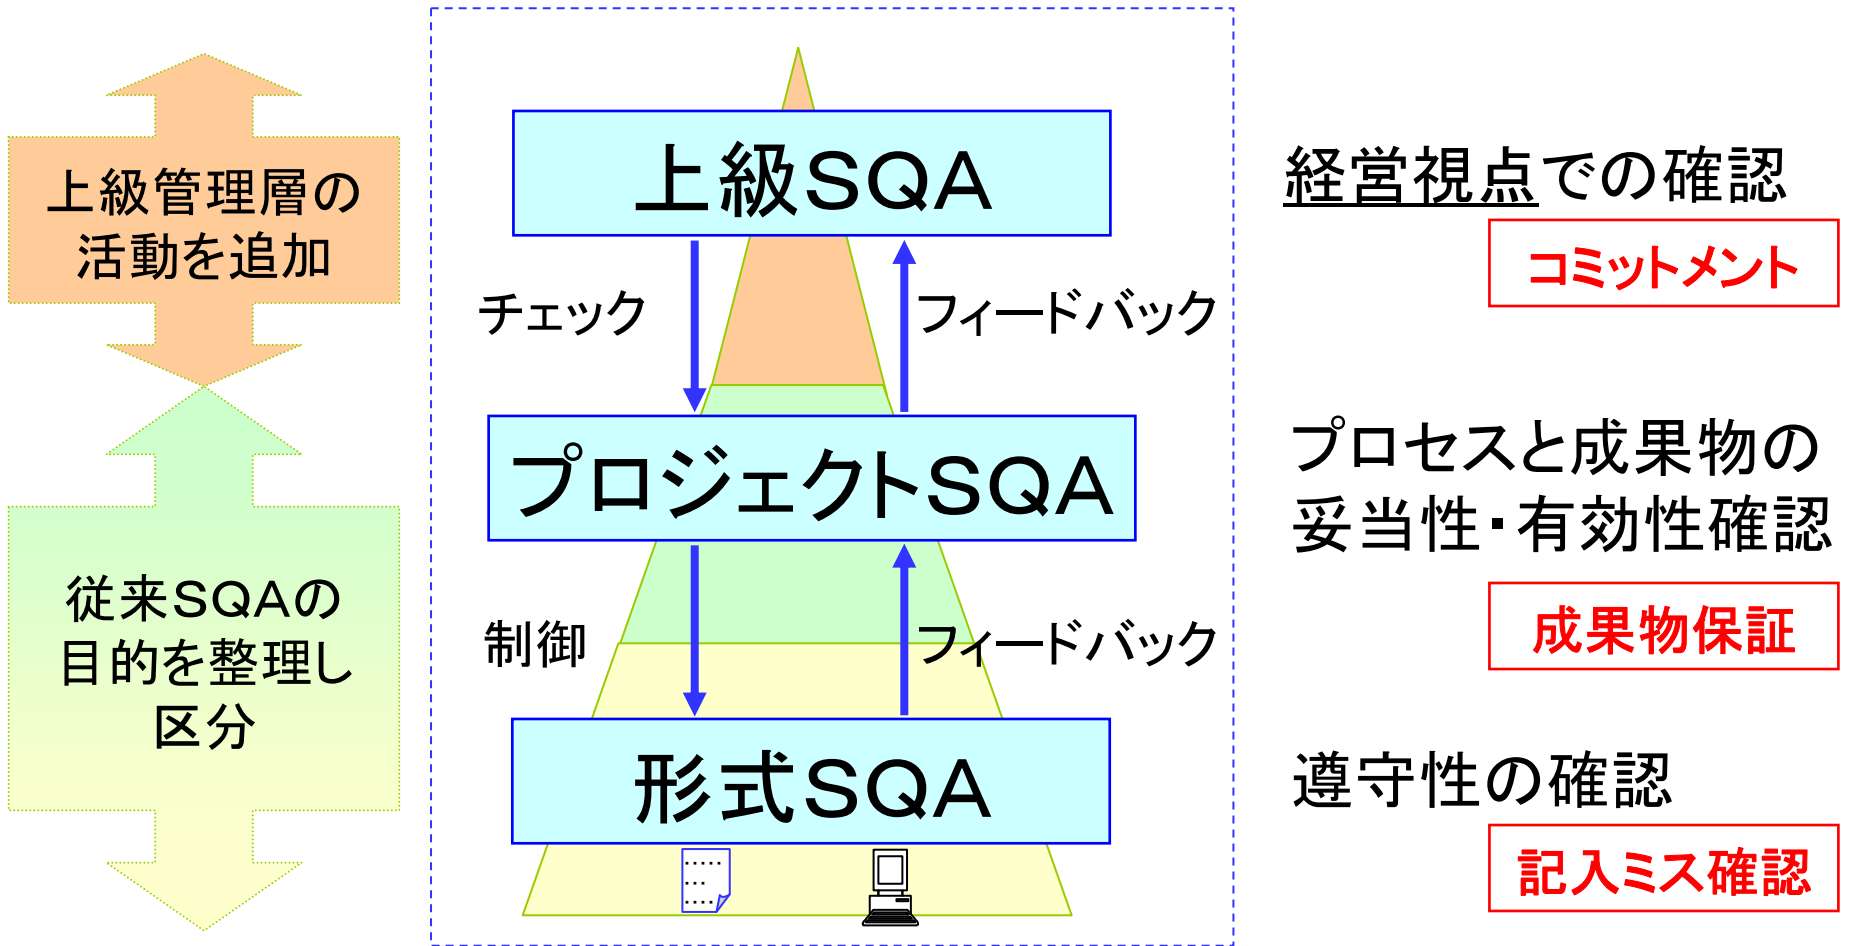 上級管理層の
活動を追加
従来SQAの
目的を整理し
区分
上級SQA
チェック
フィードバック
プロジェクトSQA
制御
フィードバック
形式SQA
経営視点での確認
コミットメント
プロセスと成果物の
妥当性・有効性確認
成果物保証
遵守性の確認
記入ミス確認